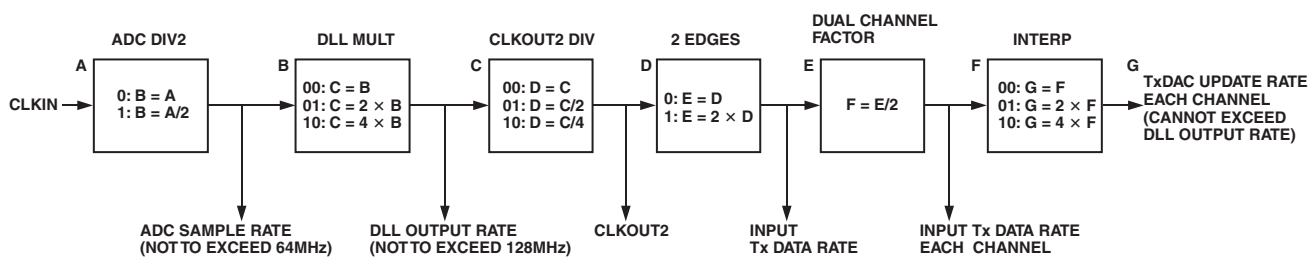 ADC DIV2
DLL MULT
CLKOUT2 DIV
2 EDGES
DUAL CHANNEL
FACTOR
INTERP
A
B
C
D
E
F
G
CLKIN
0: B = A
1: B = A/2
00: C = B
01: C = 2 × B
10: C = 4 × B
00: D = C
01: D = C/2
10: D = C/4
0: E = D
1: E = 2 × D
F = E/2
00: G = F
01: G = 2 × F
10: G = 4 × F
TxDAC UPDATE RATE
EACH CHANNEL
(CANNOT EXCEED
DLL OUTPUT RATE)
ADC SAMPLE RATE
(NOT TO EXCEED 64MHz)
DLL OUTPUT RATE
(NOT TO EXCEED 128MHz)
CLKOUT2
INPUT
Tx DATA RATE
INPUT Tx DATA RATE
EACH CHANNEL